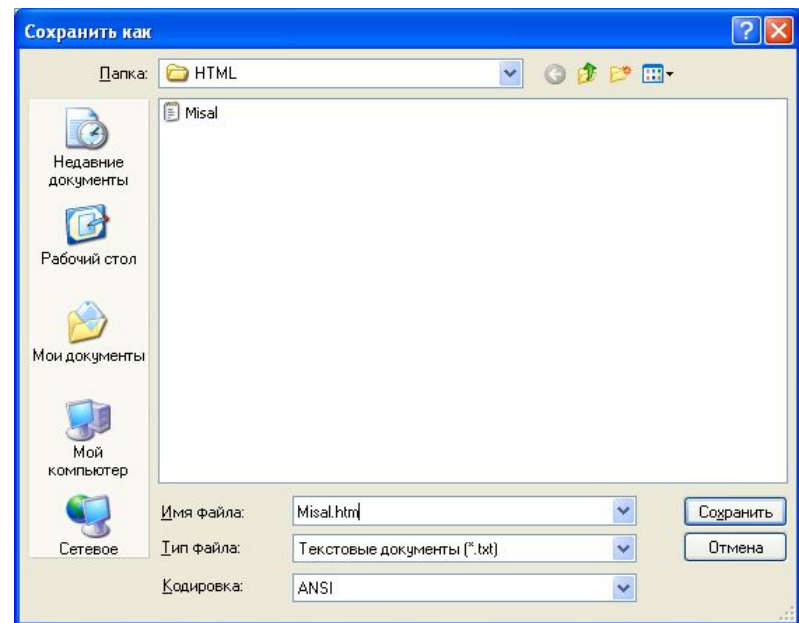 Сохранить как
Папка: HTML
Misal
Недавние
документы
Рабочий стол
Мои документы
Мой
компьютер
Сетевое
Имя файла: Misal.htm Сохранить
Тип файла: Текстовые документы (*.txt) Отмена
Кодировка: ANSI